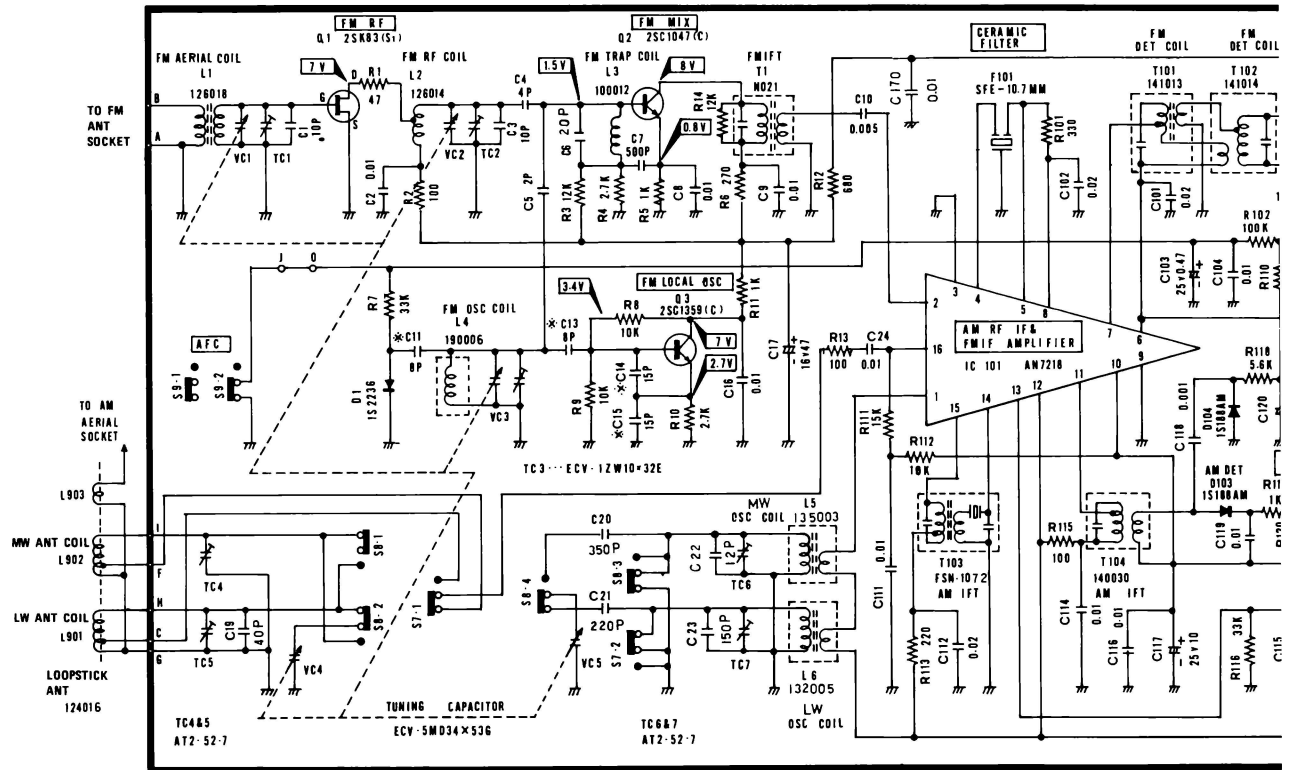 FM RF
Q1 2SK83(S1)
FM AERIAL COIL
L1
126018
7 V
D
R1
47
G
S
FM RF COIL
L2
126014
C4
4P
1.5V
FM TRAP COIL
L3
100012
FM MIX
Q2 2SC1047(C)
8V
FM IFT
T1
N021
R14
12K
0.8V
C10
0.005
C170
0.01
CERAMIC
FILTER
F101
SFE-10.7MM
R101
330
FM
DET COIL
T101
141013
FM
DET COIL
T102
141014
TO FM
ANT
SOCKET
B
A
VC1
TC1
C1
10P
C2
0.01
R2
100
VC2
TC2
C3
10P
C5
2P
C6
20P
C7
500P
R3 12K
R4 2.7K
R5 1K
C8
0.01
R6
270
C9
0.01
R12
680
C102
0.02
C101
0.02
R102
100K
C103
25V0.47
C104
0.01
R110
J
O
R7
33K
FM OSC COIL
L4
190006
3.4V
R8
10K
FM LOCAL OSC
Q3
2SC1359(C)
R11 1K
7 V
2.7V
C17
16V47
R13
100
C24
0.01
2
3
4
5
8
7
6
9
16
1
15
14
13
12
11
10
AM RF IF&
FMIF AMPLIFIER
IC 101 AN7218
AFC
S9-1
S9-2
※C11
8P
D1
1S2236
VC3
※C13
8P
R9
10K
※C14
15P
※C15
15P
R10
2.7K
C16
0.01
R111
15K
R112
18K
C118
0.001
R118
5.6K
D104
1S188AM
C120
TC3···ECV-1ZW10×32E
TO AM
AERIAL
SOCKET
L903
MW ANT COIL
L902
LW ANT COIL
L901
LOOPSTICK
ANT
124016
I
F
H
C
G
TC4
TC5
C19
40P
VC4
S8-1
S8-2
S7-1
S8-4
C20
350P
C21
220P
VC5
S8-3
S7-2
C22
12P
TC6
C23
150P
TC7
MW
OSC COIL
L5
135003
L6
132005
LW
OSC COIL
C111
0.01
T103
FSN-1072
AM IFT
R113
220
C112
0.02
R115
100
T104
140030
AM IFT
C114
0.01
C116
0.01
C117
25V10
AM DET
D103
1S188AM
C119
0.01
R11
1K
R120
33K
R116
C115
TUNING CAPACITOR
ECV-5MD34×53G
TC4&5
AT2-52-7
TC6&7
AT2-52-7